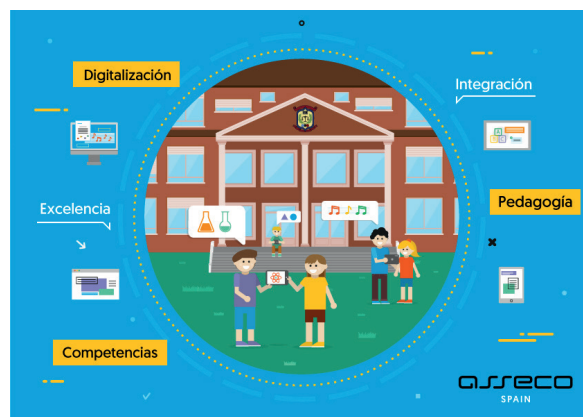 Digitalización
Integración
Excelencia
Pedagogía
Competencias
asseco
SPAIN